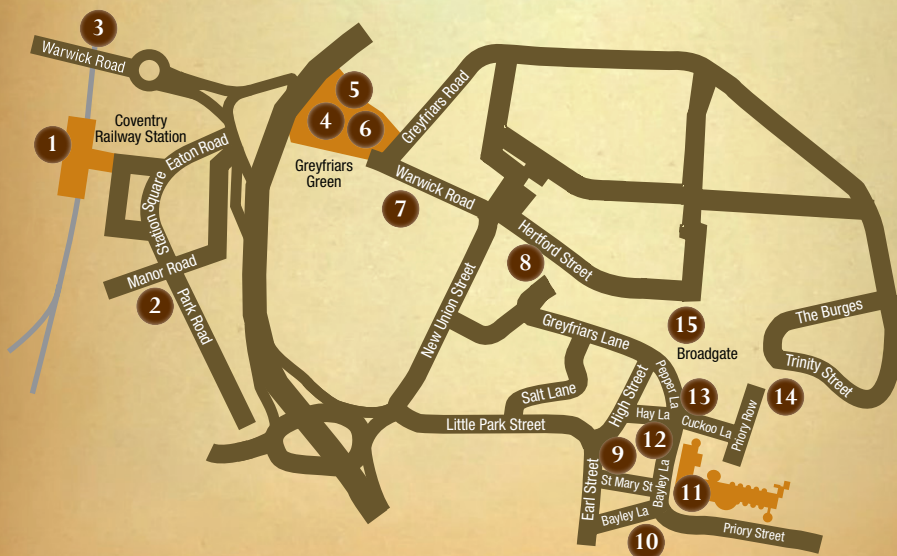 3
Warwick Road
5
Coventry
Railway Station
4
6
1
Eaton Road
Greyfriars Road
Greyfriars
Green
Warwick Road
7
Station Square
Hertford Street
8
Manor Road
2
Park Road
New Union Street
The Burges
Greyfriars Lane
15
Broadgate
Trinity Street
Pepper La
High Street
Salt Lane
13
14
Hay La
Cuckoo La
Priory Row
Little Park Street
12
9
Earl Street
St Mary St
Bayley La
11
Bayley La
Priory Street
10